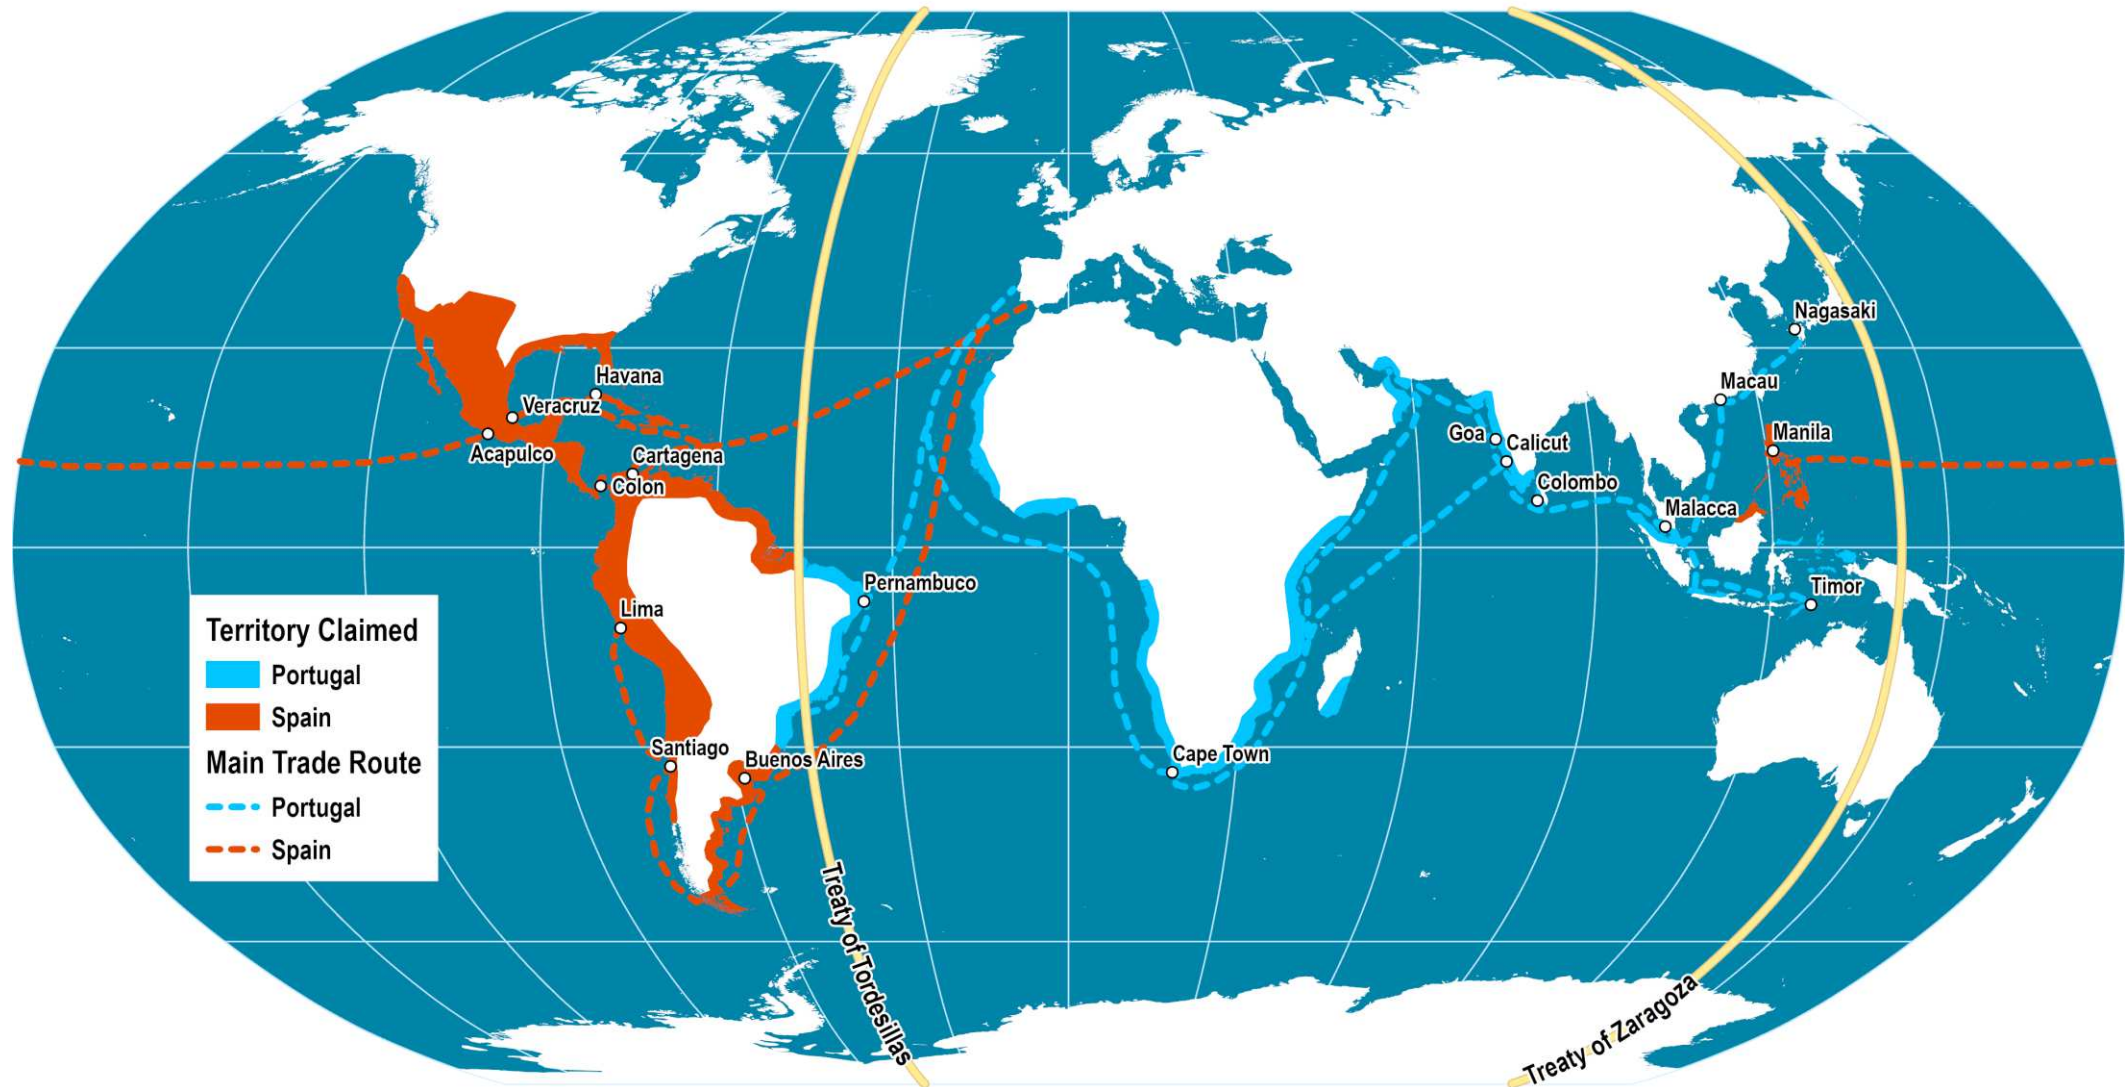 Nagasaki
Havana
Macau
Veracruz
Goa
Calicut
Manila
Acapulco
Cartagena
Colon
Colombo
Malacca
Pernambuco
Timor
Lima
Territory Claimed
Portugal
Spain
Main Trade Route
Portugal
Spain
Santiago
Buenos Aires
Cape Town
Treaty of Tordesillas
Treaty of Zaragoza